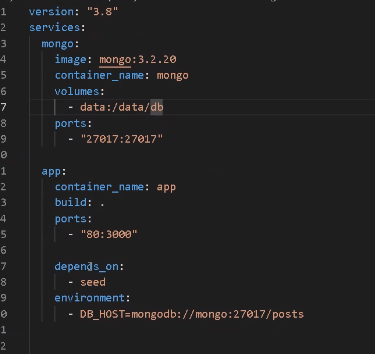 1 version: "3.8"
2 services:
3 mongo:
4 image: mongo:3.2.20
5 container_name: mongo
6 volumes:
7 - data:/data/db
8 ports:
9 - "27017:27017"
0
1 app:
2 container_name: app
3 build: .
4 ports:
5 - "80:3000"
6
7 depends_on:
8 - seed
9 environment:
0 - DB_HOST=mongodb://mongo:27017/posts
1
2